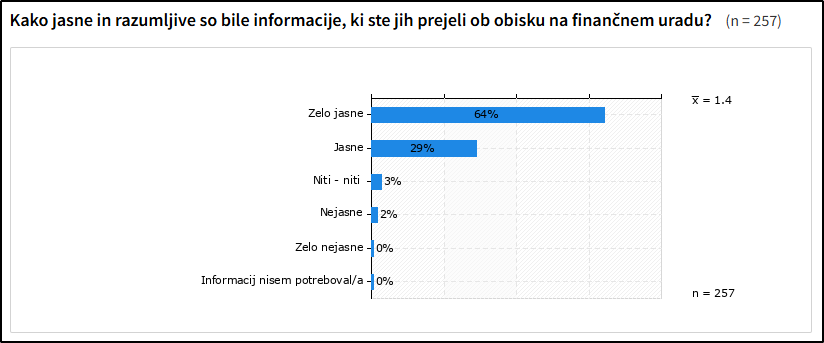 Kako jasne in razumljive so bile informacije, ki ste jih prejeli ob obisku na finančnem uradu? (n = 257)
x̅ = 1.4
Zelo jasne 64%
Jasne 29%
Niti - niti 3%
Nejasne 2%
Zelo nejasne 0%
Informacij nisem potreboval/a 0%
n = 257